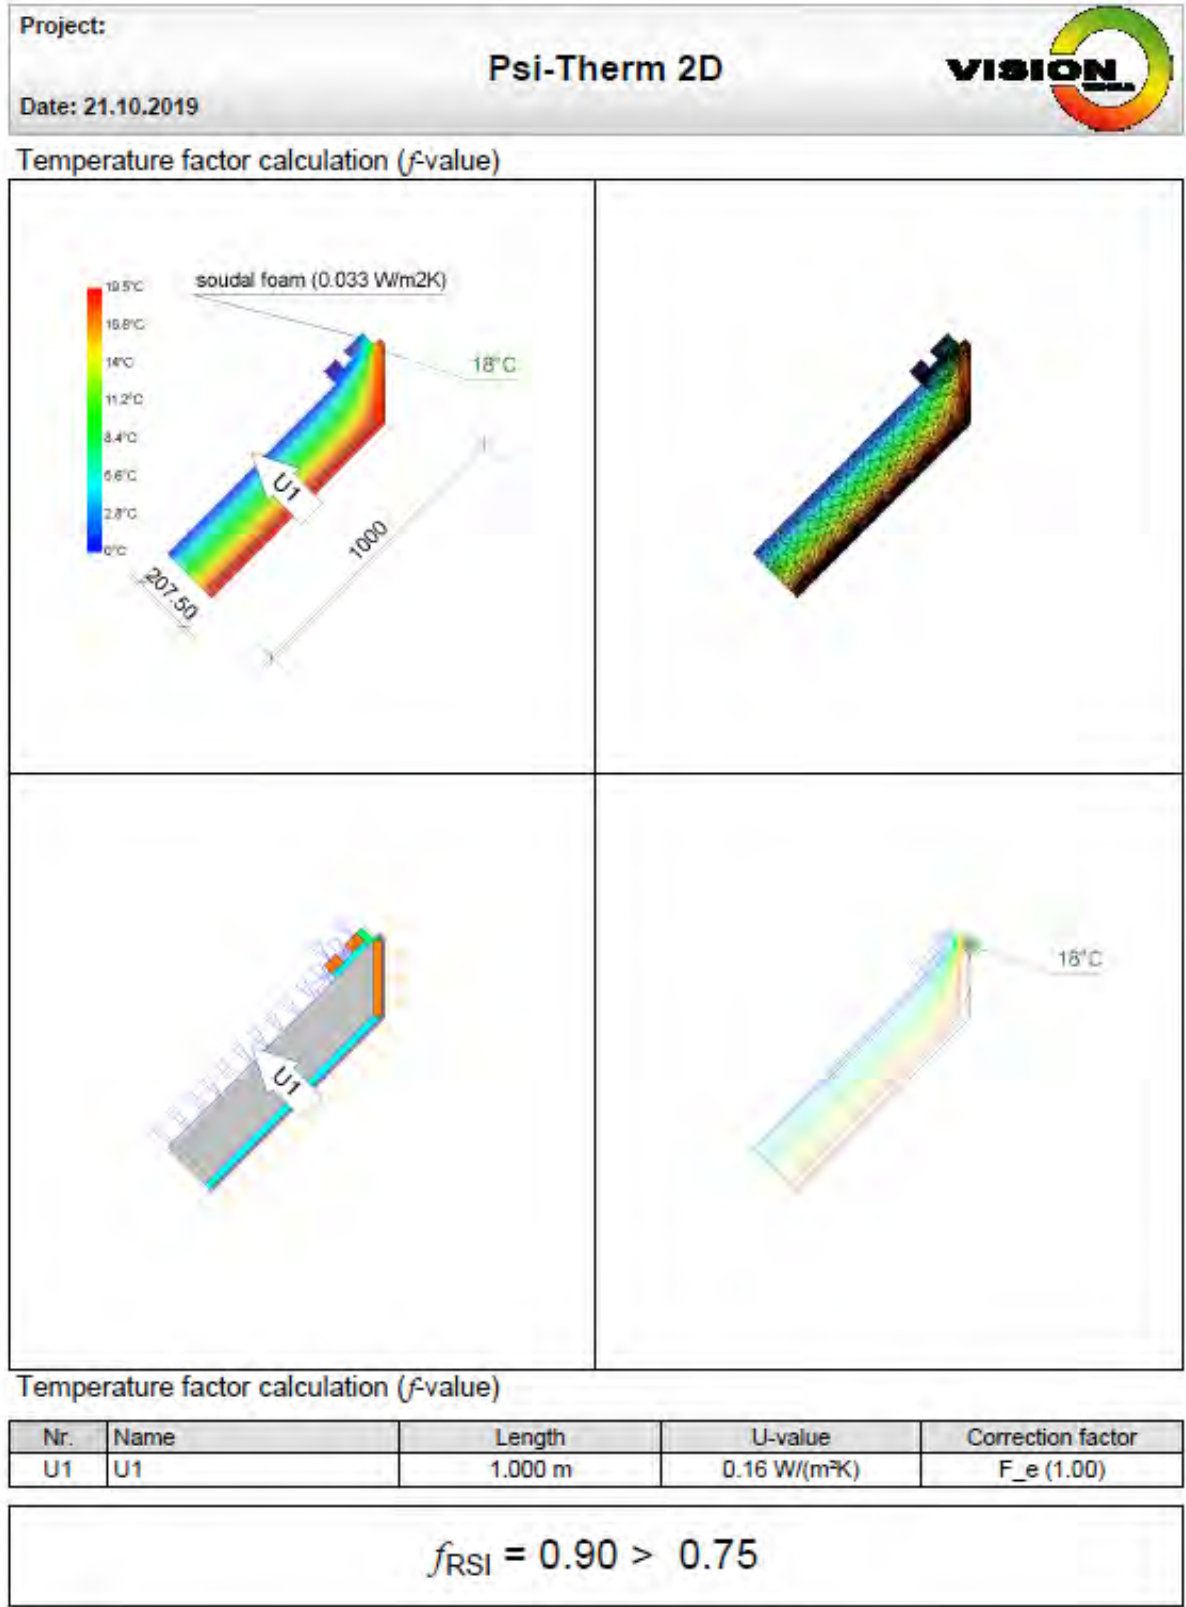 Project:
Psi-Therm 2D
VISION
Date: 21.10.2019
Temperature factor calculation (f-value)
soudal foam (0.033 W/m2K)
19.5°C
16.8°C
14°C
11.2°C
8.4°C
5.6°C
2.8°C
0°C
18°C
U1
1000
207.50
U1
18°C
Temperature factor calculation (f-value)
Nr. Name Length U-value Correction factor
U1 U1 1.000 m 0.16 W/(m²K) F_e (1.00)
fRSI = 0.90 > 0.75